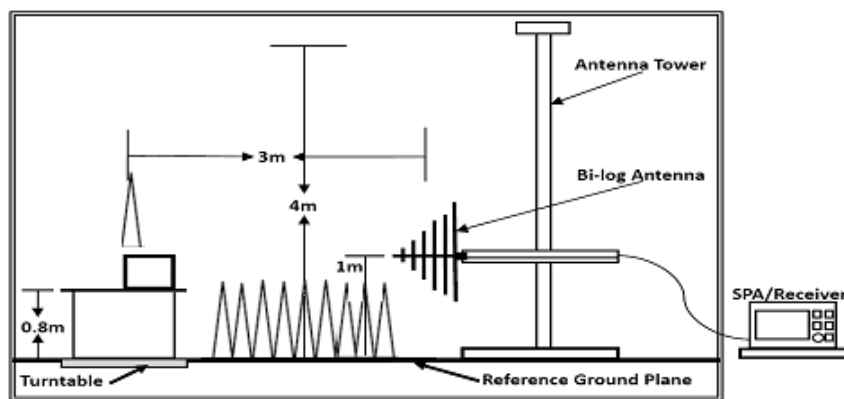 Antenna Tower
3m
Bi-log Antenna
4m
1m
SPA/Receiver
0.8m
Turntable
Reference Ground Plane